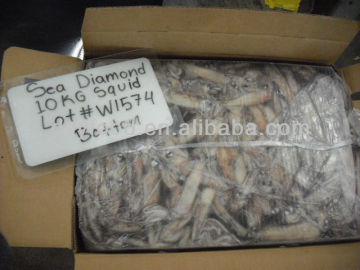 Sea Diamond
10KG Squid
Lot # W1574
Bottom